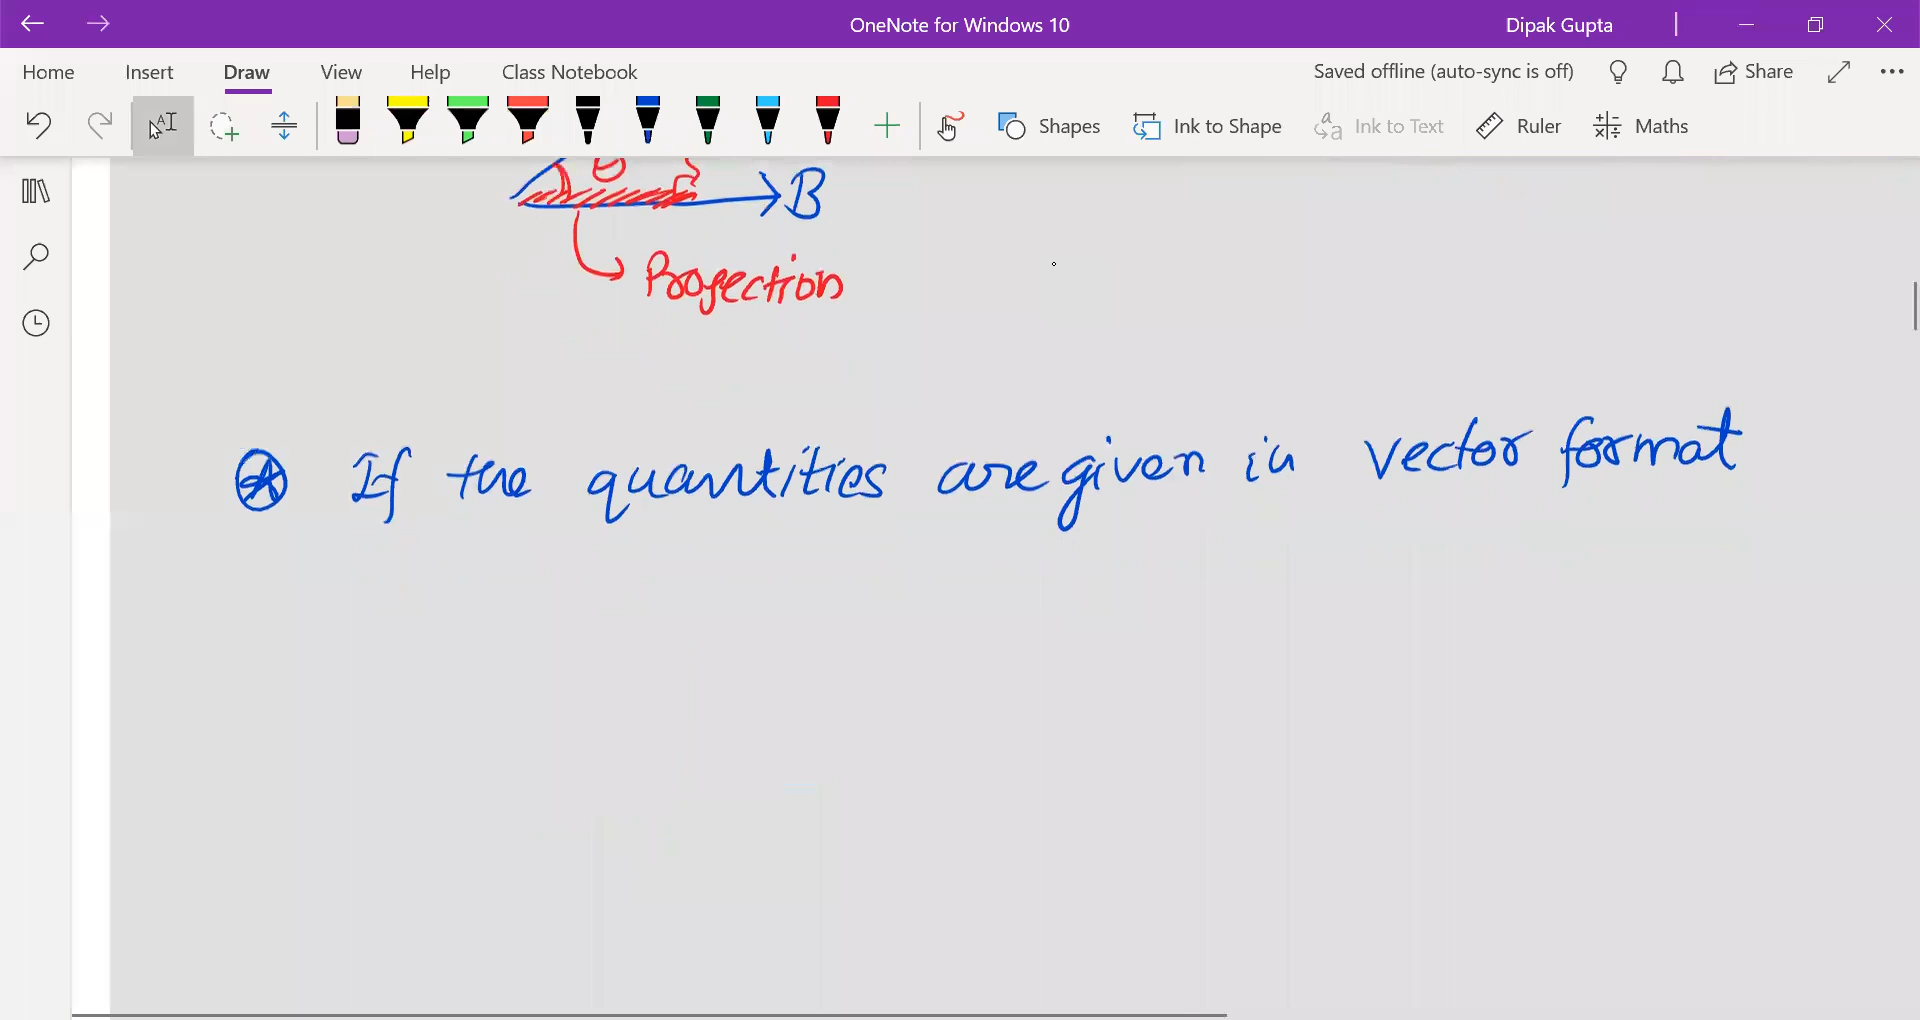 OneNote for Windows 10
Dipak Gupta
Home Insert Draw View Help Class Notebook
Saved offline (auto-sync is off) Share
Shapes Ink to Shape Ink to Text Ruler Maths
θ
B
Projection
If the quantities are given in vector format